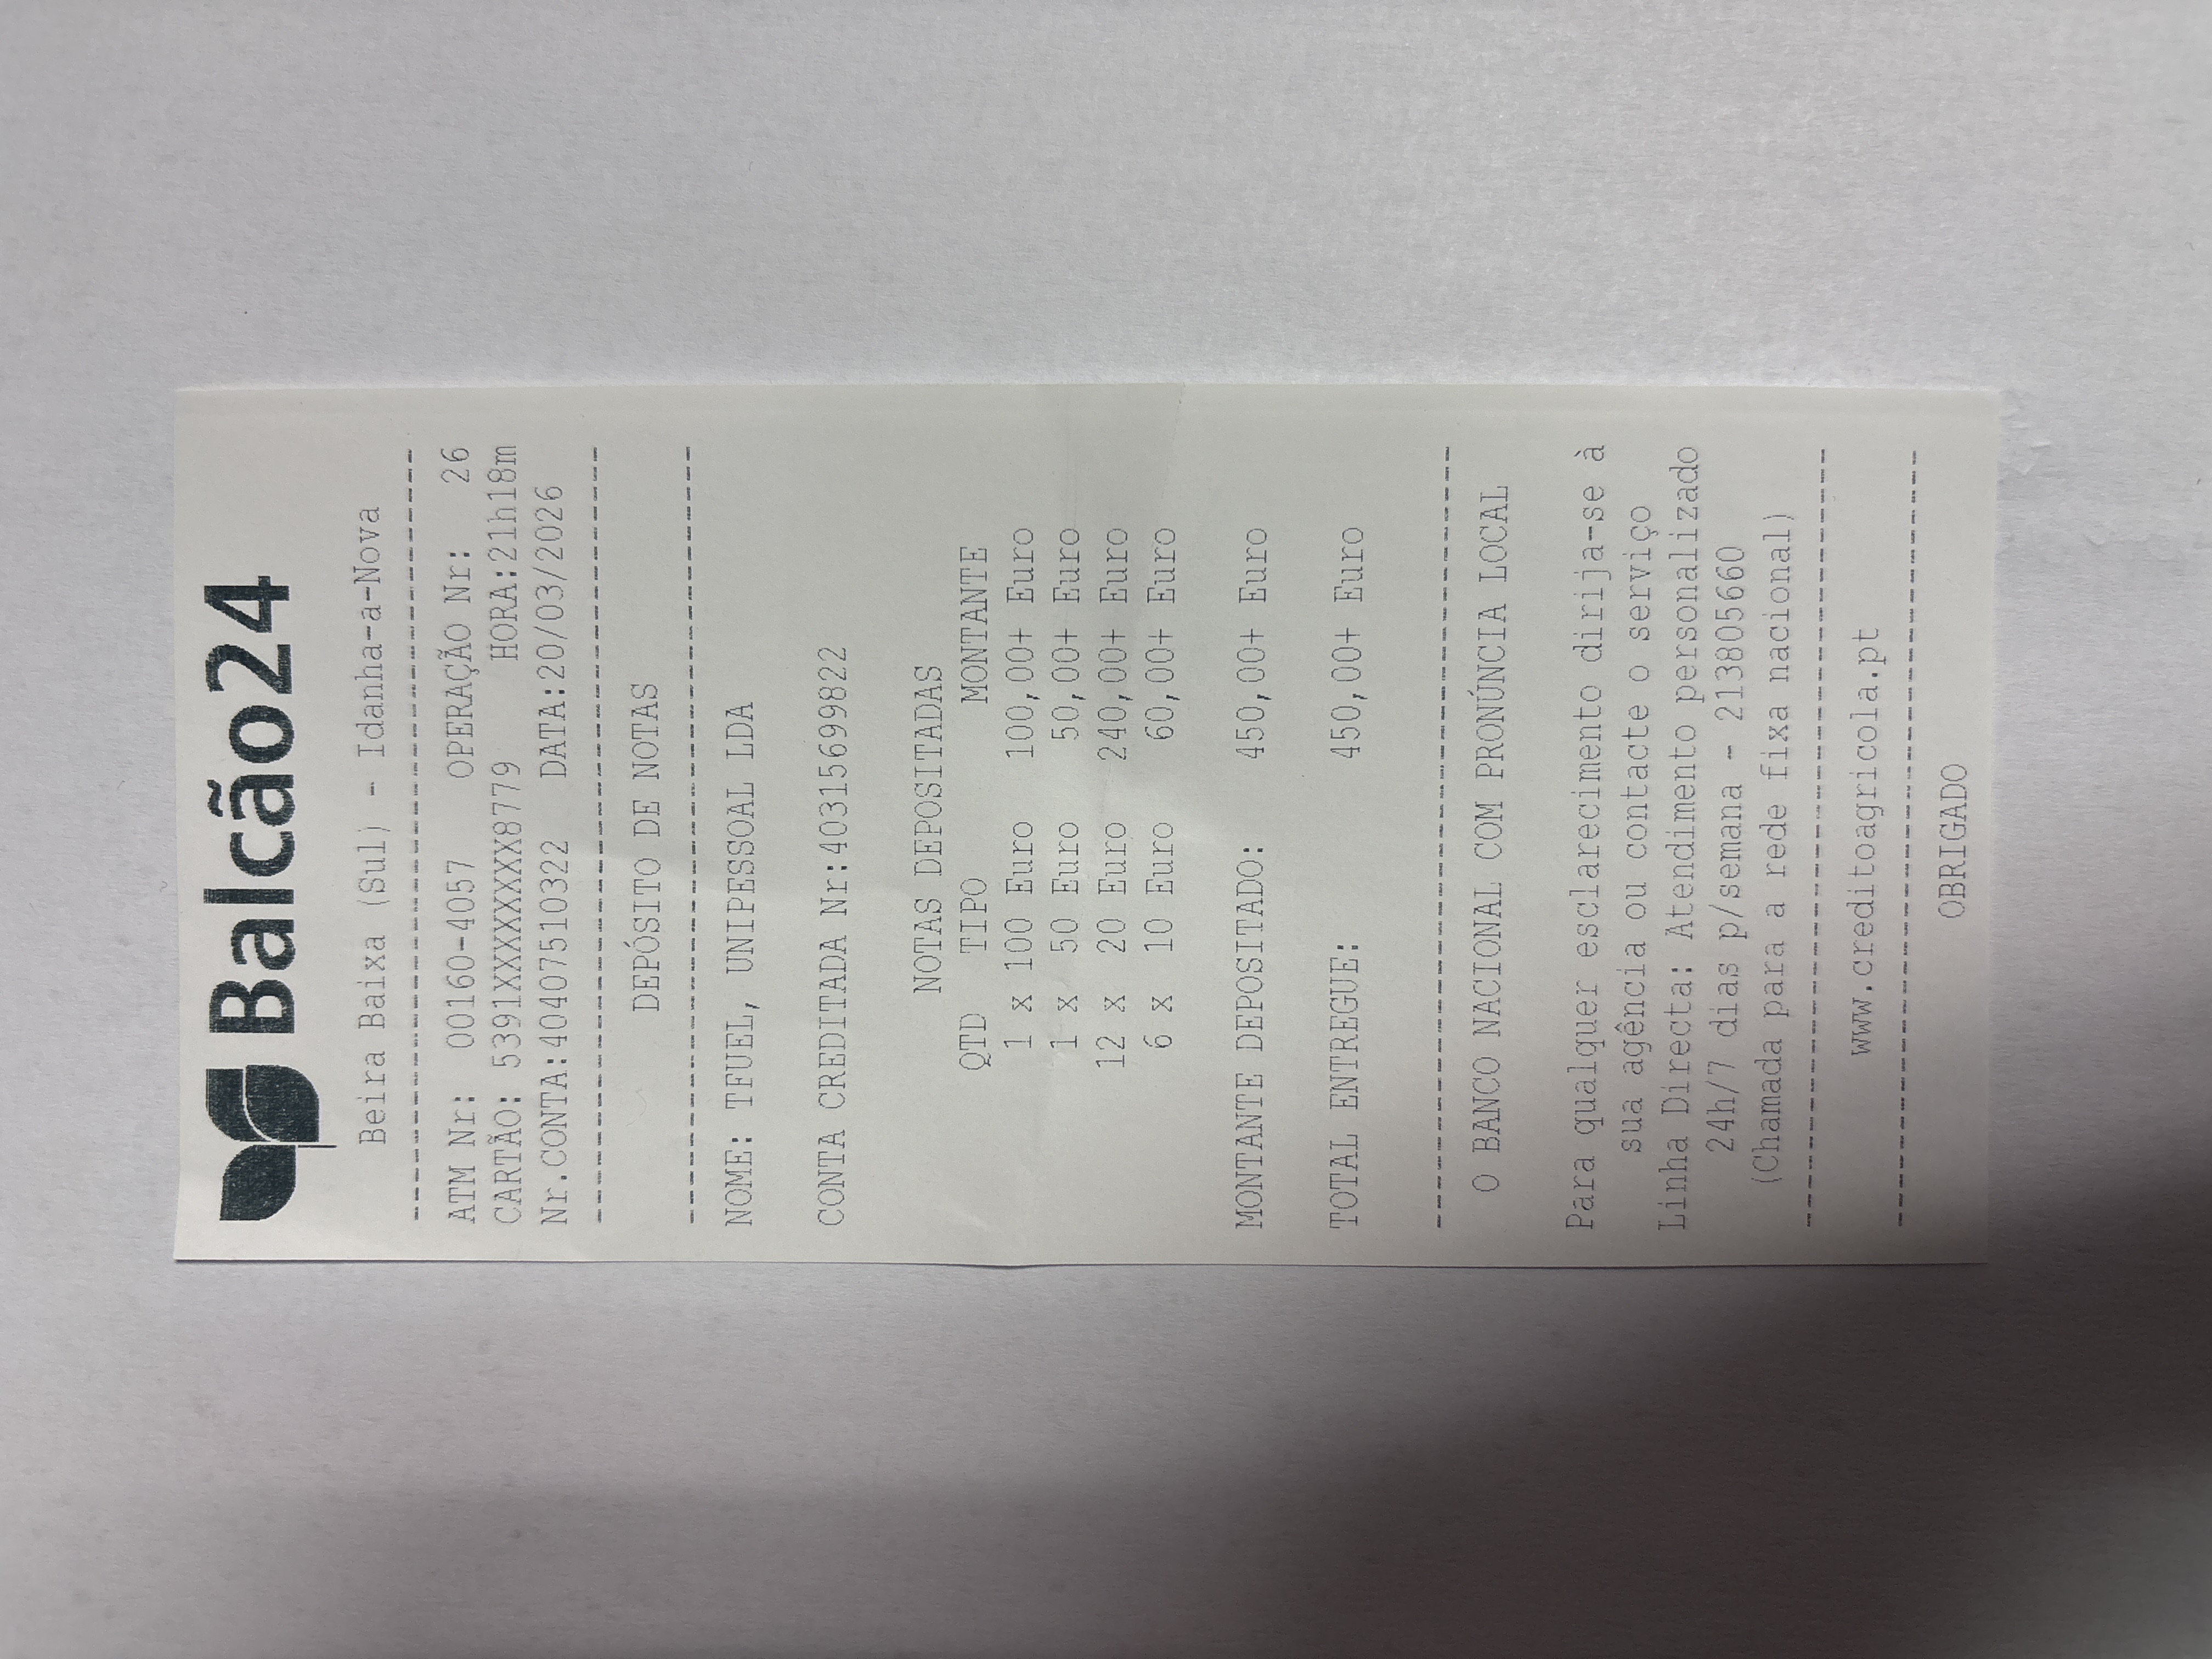 Balcão24
Beira Baixa (Sul) - Idanha-a-Nova
ATM Nr: 00160-4057 OPERAÇÃO Nr: 26
CARTÃO: 5391XXXXXXXX8779 HORA:21h18m
Nr.CONTA:40407510322 DATA:20/03/2026
DEPÓSITO DE NOTAS
NOME: TFUEL, UNIPESSOAL LDA
CONTA CREDITADA Nr:40315699822
NOTAS DEPOSITADAS
QTD TIPO MONTANTE
1 x 100 Euro 100,00+ Euro
1 x 50 Euro 50,00+ Euro
12 x 20 Euro 240,00+ Euro
6 x 10 Euro 60,00+ Euro
MONTANTE DEPOSITADO: 450,00+ Euro
TOTAL ENTREGUE: 450,00+ Euro
O BANCO NACIONAL COM PRONÚNCIA LOCAL
Para qualquer esclarecimento dirija-se à
sua agência ou contacte o serviço
Linha Directa: Atendimento personalizado
24h/7 dias p/semana - 213805660
(Chamada para a rede fixa nacional)
www.creditoagricola.pt
OBRIGADO